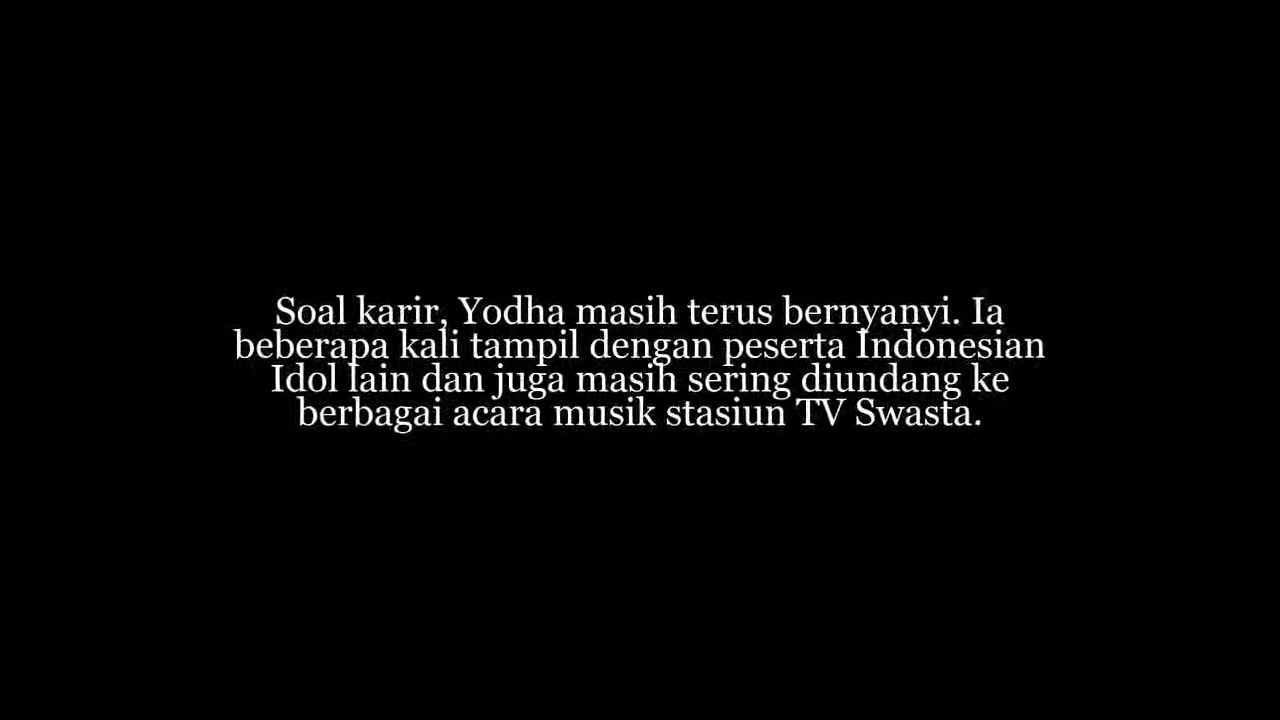 Soal karir, Yodha masih terus bernyanyi. Ia
beberapa kali tampil dengan peserta Indonesian
Idol lain dan juga masih sering diundang ke
berbagai acara musik stasiun TV Swasta.